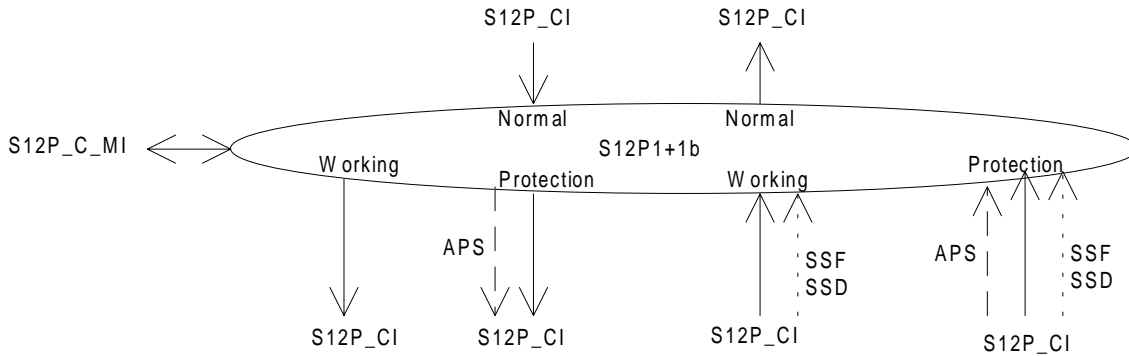 S12P_CI S12P_CI
Normal Normal
S12P_C_MI S12P1+1b
Working Protection Working Protection
APS SSF SSD APS SSF SSD
S12P_CI S12P_CI S12P_CI S12P_CI